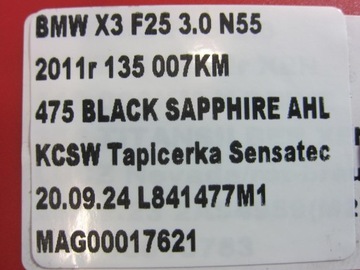 BMW X3 F25 3.0 N55
2011r 135 007KM
475 BLACK SAPPHIRE AHL
KCSW Tapicerka Sensatec
20.09.24 L841477M1
MAG00017621